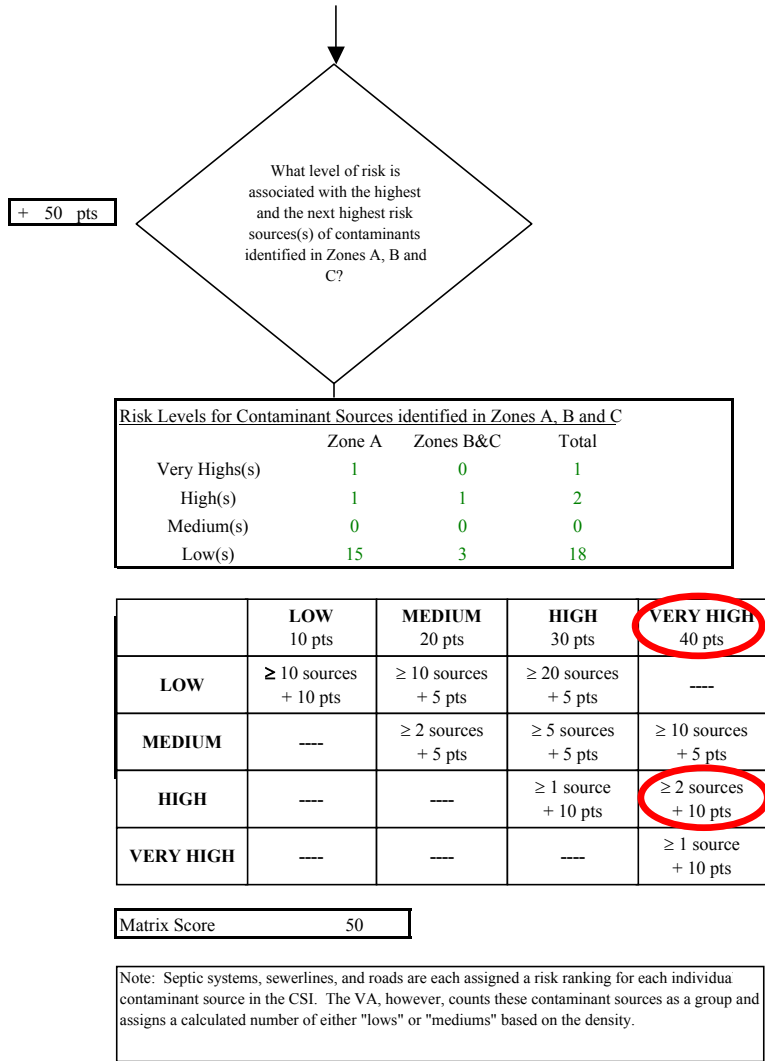 What level of risk is
associated with the highest
and the next highest risk
sources(s) of contaminants
identified in Zones A, B and
C?
+ 50 pts
Risk Levels for Contaminant Sources identified in Zones A, B and C
Zone A Zones B&C Total
Very Highs(s) 1 0 1
High(s) 1 1 2
Medium(s) 0 0 0
Low(s) 15 3 18
LOW MEDIUM HIGH VERY HIGH
10 pts 20 pts 30 pts 40 pts
LOW ≥ 10 sources ≥ 10 sources ≥ 20 sources ----
+ 10 pts + 5 pts + 5 pts
MEDIUM ---- ≥ 2 sources ≥ 5 sources ≥ 10 sources
+ 5 pts + 5 pts + 5 pts
HIGH ---- ---- ≥ 1 source ≥ 2 sources
+ 10 pts + 10 pts
VERY HIGH ---- ---- ---- ≥ 1 source
+ 10 pts
Matrix Score 50
Note: Septic systems, sewerlines, and roads are each assigned a risk ranking for each individua
contaminant source in the CSI. The VA, however, counts these contaminant sources as a group and
assigns a calculated number of either "lows" or "mediums" based on the density.